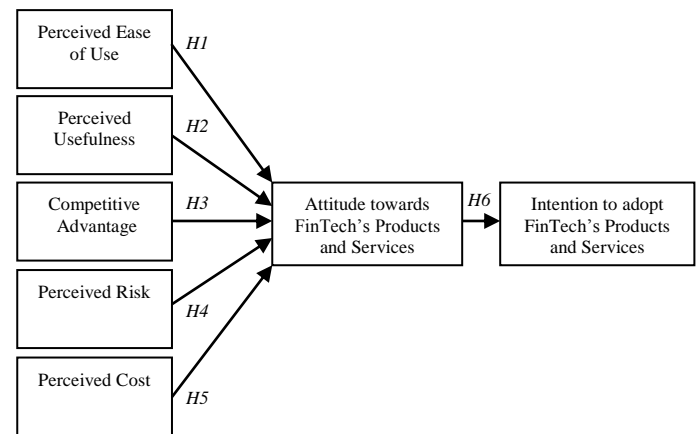 Perceived Ease
of Use
H1
Perceived
Usefulness
H2
Competitive
Advantage
H3
Perceived Risk
H4
Perceived Cost
H5
Attitude towards
FinTech's Products
and Services
H6
Intention to adopt
FinTech's Products
and Services